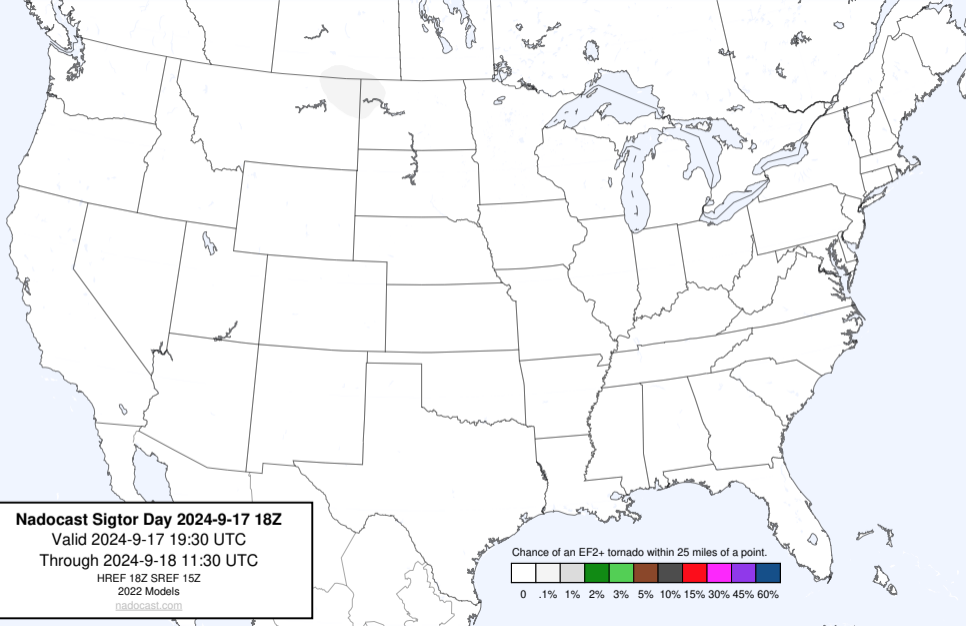 Nadocast Sigtor Day 2024-9-17 18Z
Valid 2024-9-17 19:30 UTC
Through 2024-9-18 11:30 UTC
HREF 18Z SREF 15Z
2022 Models
nadocast.com
Chance of an EF2+ tornado within 25 miles of a point.
0 .1% 1% 2% 3% 5% 10% 15% 30% 45% 60%